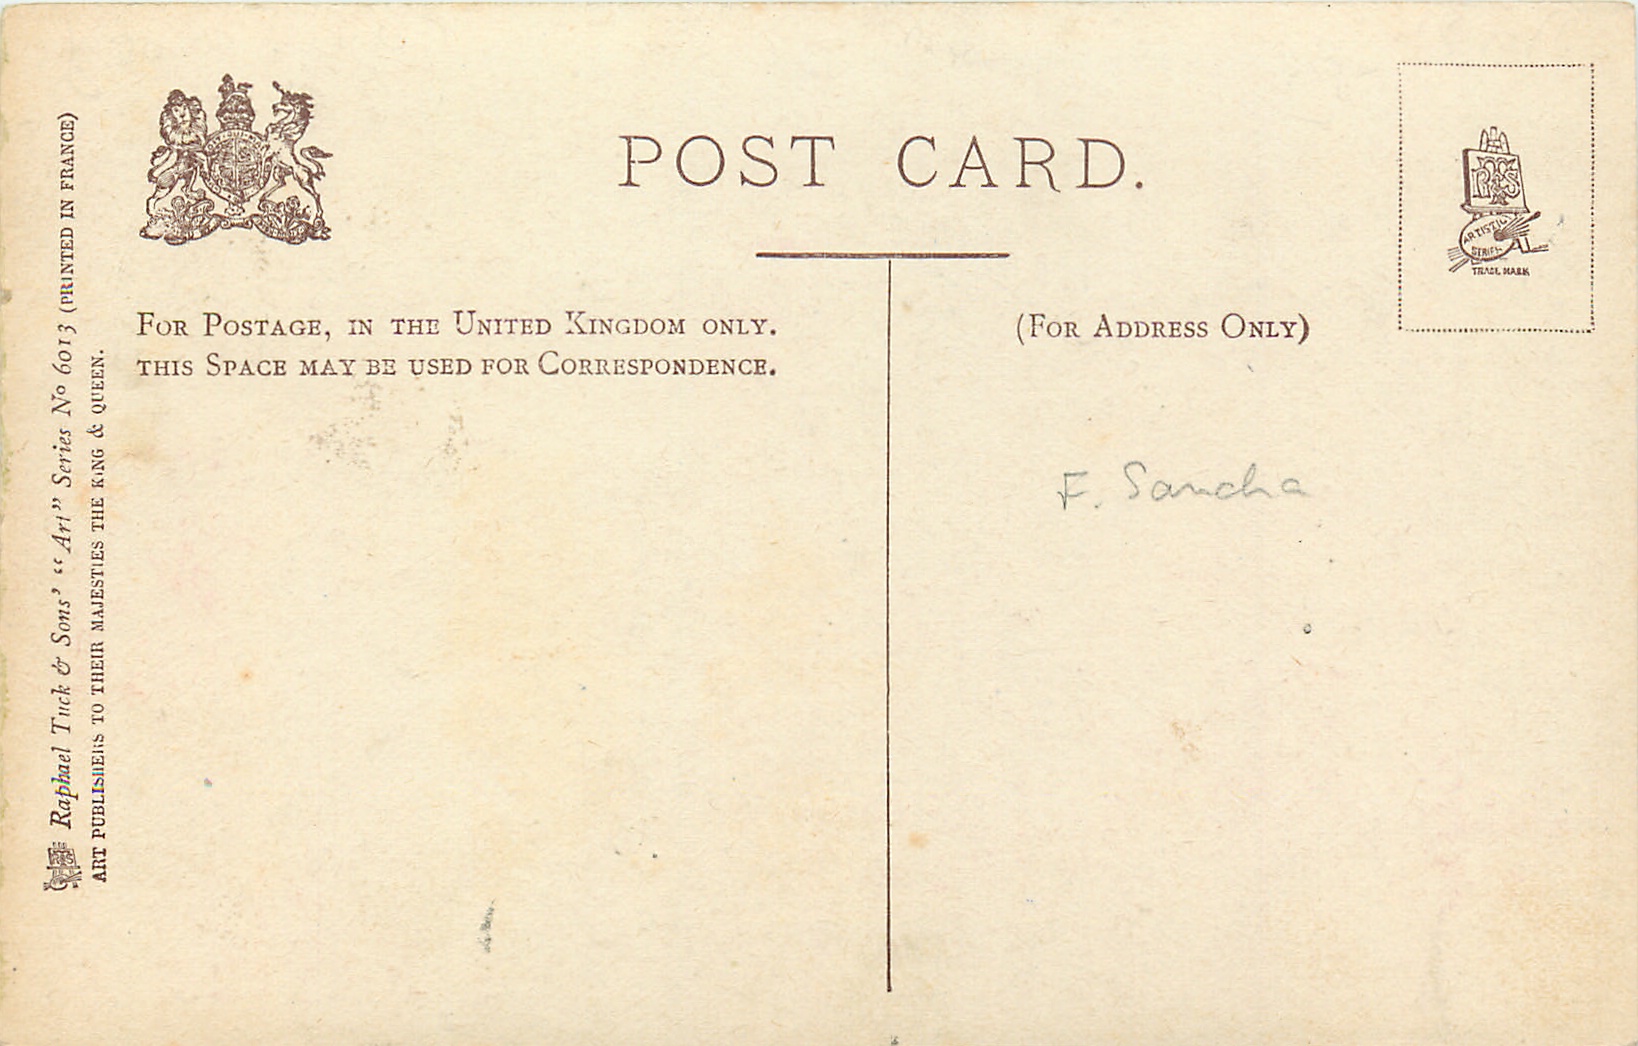 POST CARD.
FOR POSTAGE, IN THE UNITED KINGDOM ONLY.
THIS SPACE MAY BE USED FOR CORRESPONDENCE.
(FOR ADDRESS ONLY)
ARTISTIC
SERIES
TRADE MARK
F. Sancha
Raphael Tuck & Sons' “Art” Series No 6013 (PRINTED IN FRANCE)
ART PUBLISHERS TO THEIR MAJESTIES THE KING & QUEEN.